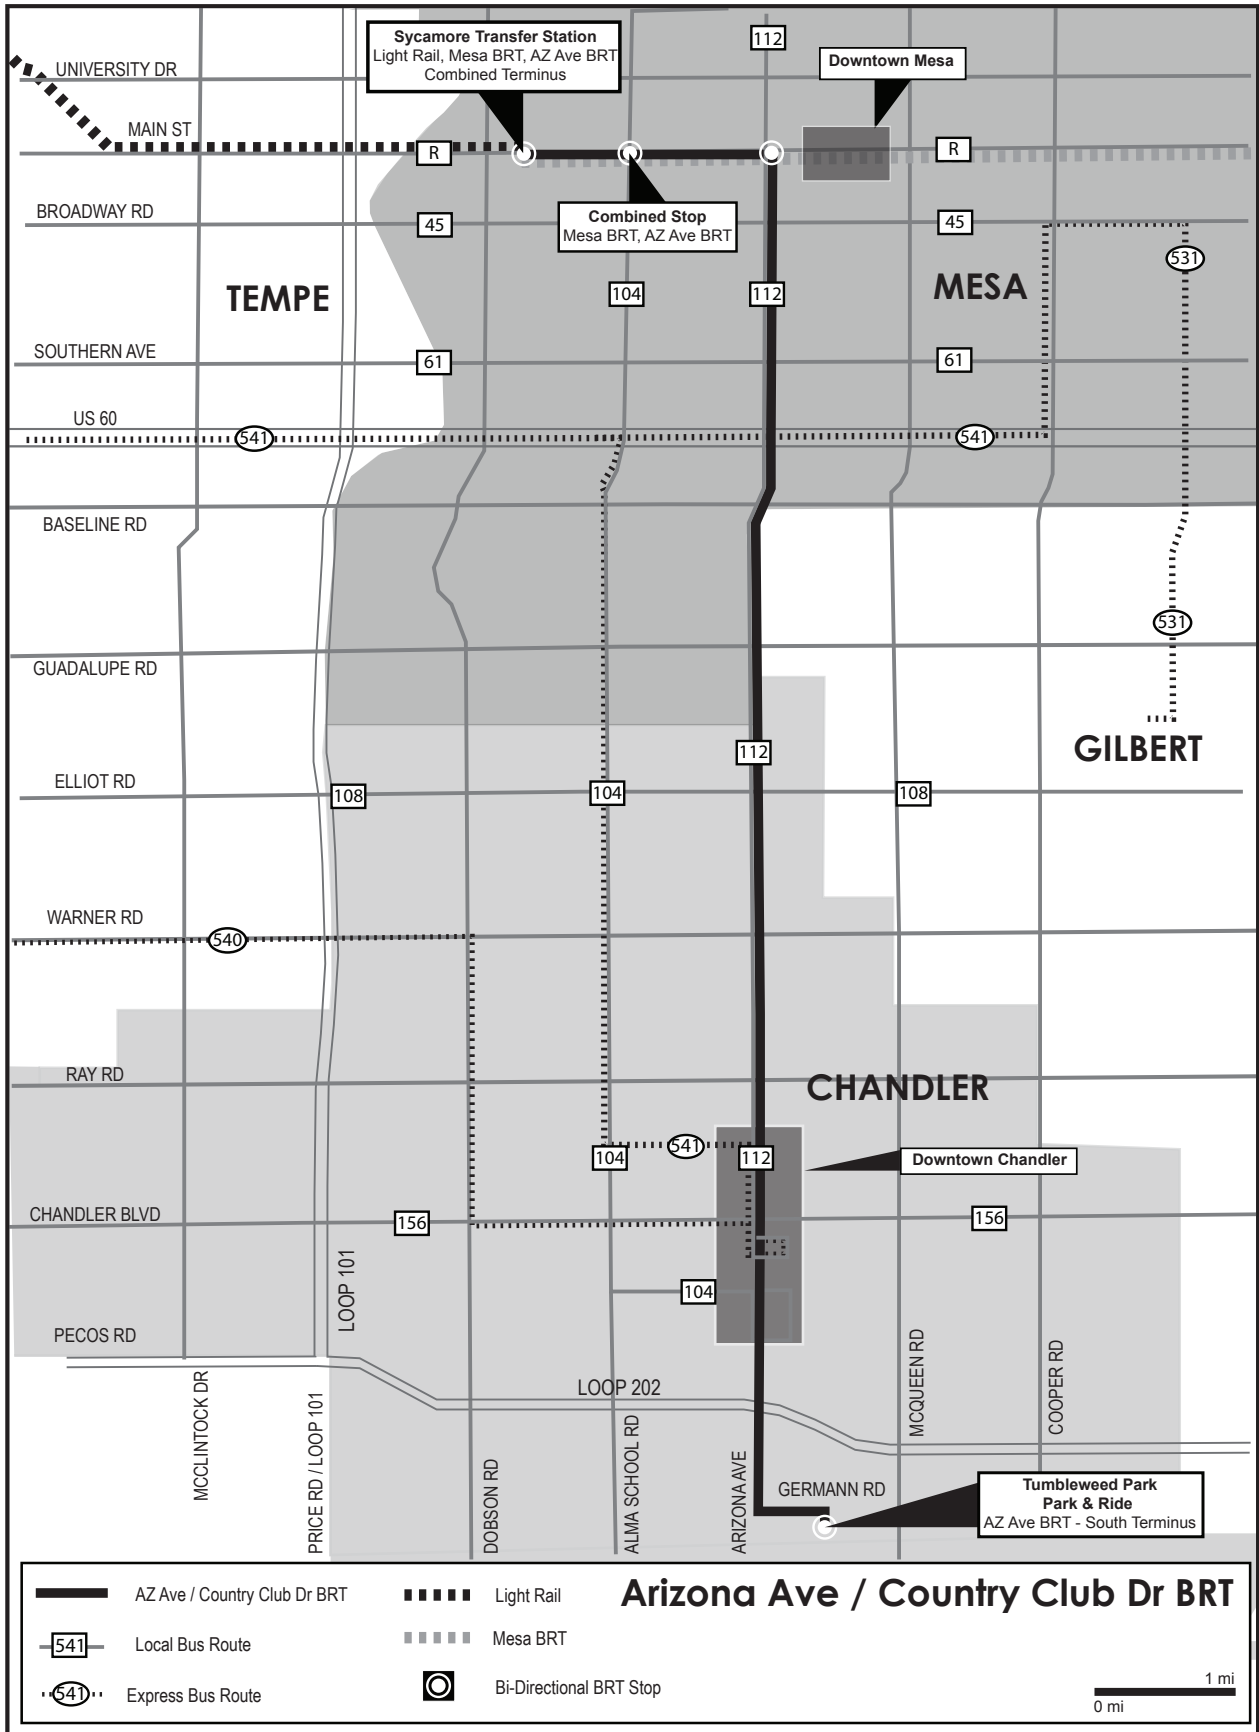 Sycamore Transfer Station
Light Rail, Mesa BRT, AZ Ave BRT
Combined Terminus
112
Downtown Mesa
UNIVERSITY DR
MAIN ST
R
R
BROADWAY RD
45
Combined Stop
Mesa BRT, AZ Ave BRT
45
531
TEMPE
104
112
MESA
SOUTHERN AVE
61
61
US 60
541
541
BASELINE RD
531
GUADALUPE RD
112
GILBERT
ELLIOT RD
108
104
108
WARNER RD
540
RAY RD
CHANDLER
541
104
112
Downtown Chandler
CHANDLER BLVD
156
156
LOOP 101
104
PECOS RD
LOOP 202
MCCLINTOCK DR
PRICE RD / LOOP 101
DOBSON RD
ALMA SCHOOL RD
ARIZONA AVE
MCQUEEN RD
COOPER RD
GERMANN RD
Tumbleweed Park
Park & Ride
AZ Ave BRT - South Terminus
Arizona Ave / Country Club Dr BRT
AZ Ave / Country Club Dr BRT
Light Rail
541
Local Bus Route
Mesa BRT
541
Express Bus Route
Bi-Directional BRT Stop
1 mi
0 mi